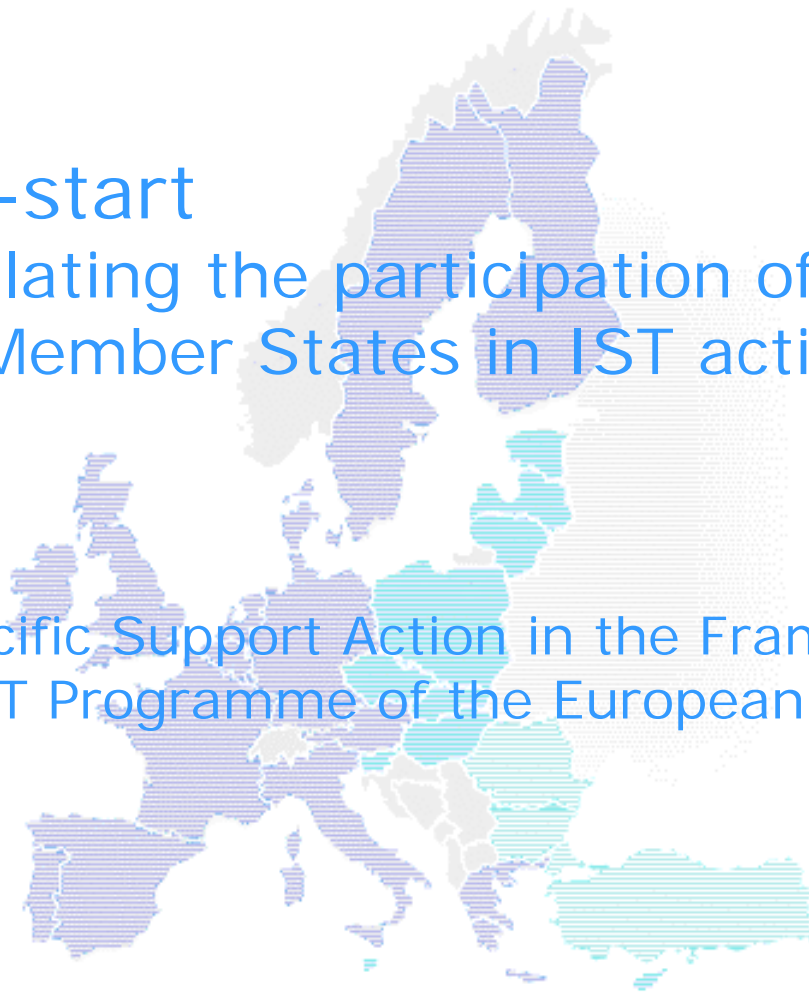 -start
lating the participation of
Member States in IST acti
cific Support Action in the Fram
T Programme of the European